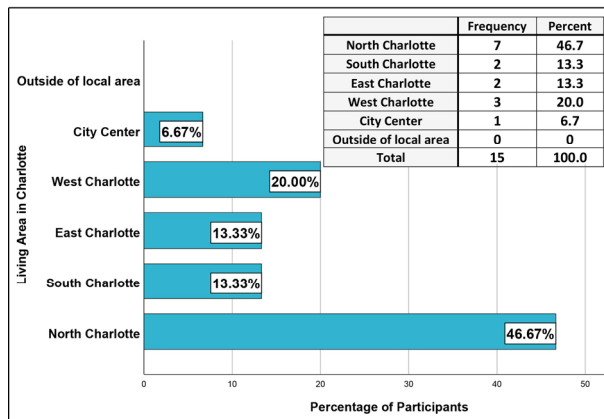 Frequency Percent
North Charlotte 7 46.7
South Charlotte 2 13.3
East Charlotte 2 13.3
West Charlotte 3 20.0
City Center 1 6.7
Outside of local area 0 0
Total 15 100.0
Living Area in Charlotte
Outside of local area
City Center 6.67%
West Charlotte 20.00%
East Charlotte 13.33%
South Charlotte 13.33%
North Charlotte 46.67%
0 10 20 30 40 50
Percentage of Participants